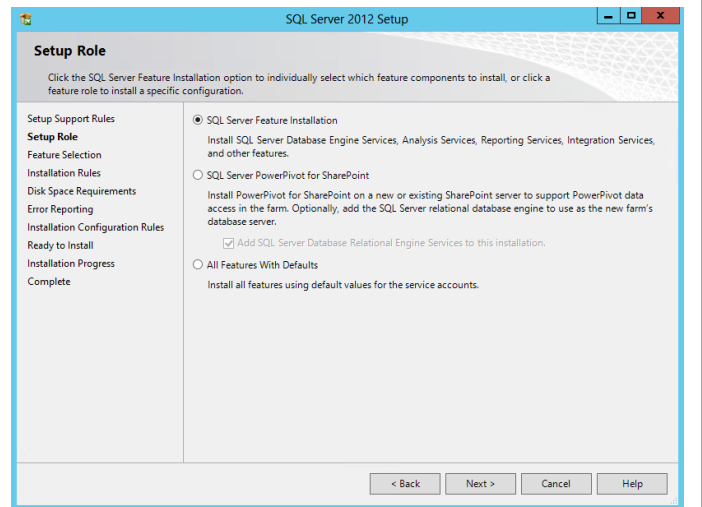 SQL Server 2012 Setup
Setup Role
Click the SQL Server Feature Installation option to individually select which feature components to install, or click a
feature role to install a specific configuration.
Setup Support Rules
Setup Role
Feature Selection
Installation Rules
Disk Space Requirements
Error Reporting
Installation Configuration Rules
Ready to Install
Installation Progress
Complete
SQL Server Feature Installation
Install SQL Server Database Engine Services, Analysis Services, Reporting Services, Integration Services,
and other features.
SQL Server PowerPivot for SharePoint
Install PowerPivot for SharePoint on a new or existing SharePoint server to support PowerPivot data
access in the farm. Optionally, add the SQL Server relational database engine to use as the new farm's
database server.
Add SQL Server Database Relational Engine Services to this installation.
All Features With Defaults
Install all features using default values for the service accounts.
< Back
Next >
Cancel
Help